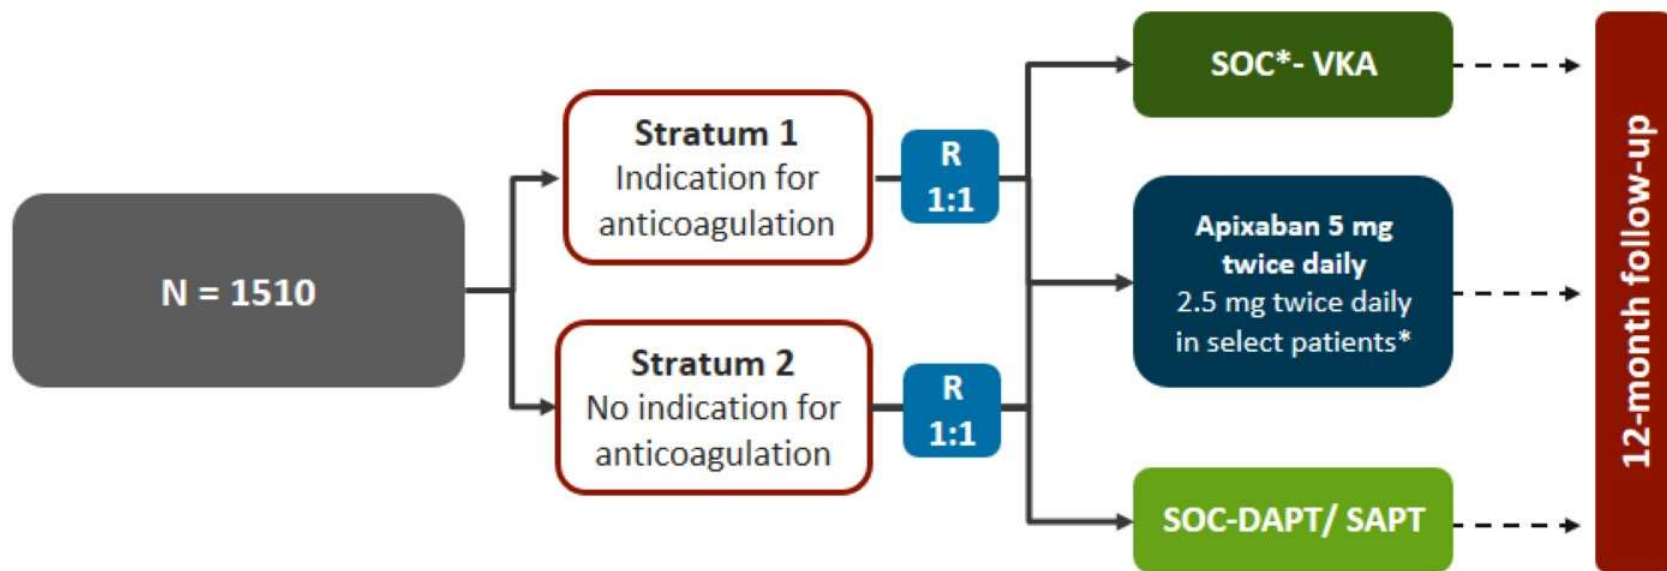 N = 1510
Stratum 1
Indication for
anticoagulation
R
1:1
Stratum 2
No indication for
anticoagulation
R
1:1
SOC*- VKA
Apixaban 5 mg
twice daily
2.5 mg twice daily
in select patients*
SOC-DAPT/ SAPT
12-month follow-up